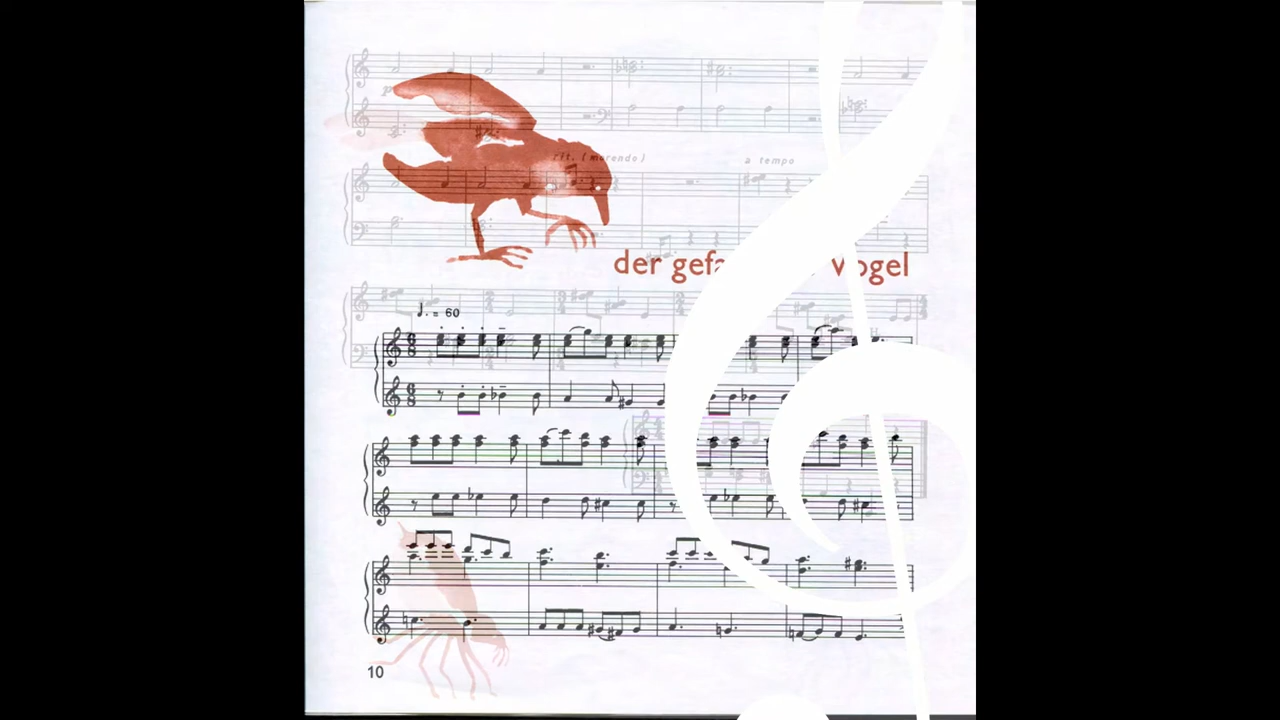 rit. (morendo)
a tempo
der gefa Vogel
♩. = 60
10